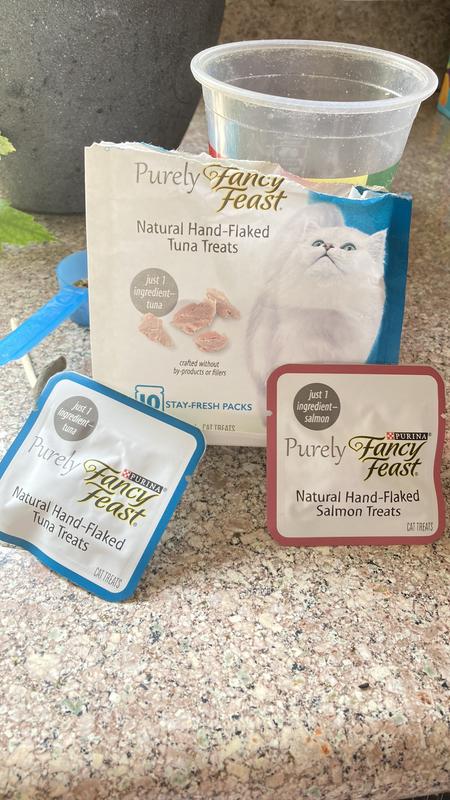 Purely Fancy
Feast®
Natural Hand-Flaked
Tuna Treats
just 1
ingredient–
tuna
crafted without
by-products or fillers
10 STAY-FRESH PACKS
CAT TREATS
just 1
ingredient–
tuna
PURINA®
Purely Fancy
Feast®
Natural Hand-Flaked
Tuna Treats
CAT TREATS
just 1
ingredient–
salmon
PURINA®
Purely Fancy
Feast®
Natural Hand-Flaked
Salmon Treats
CAT TREATS